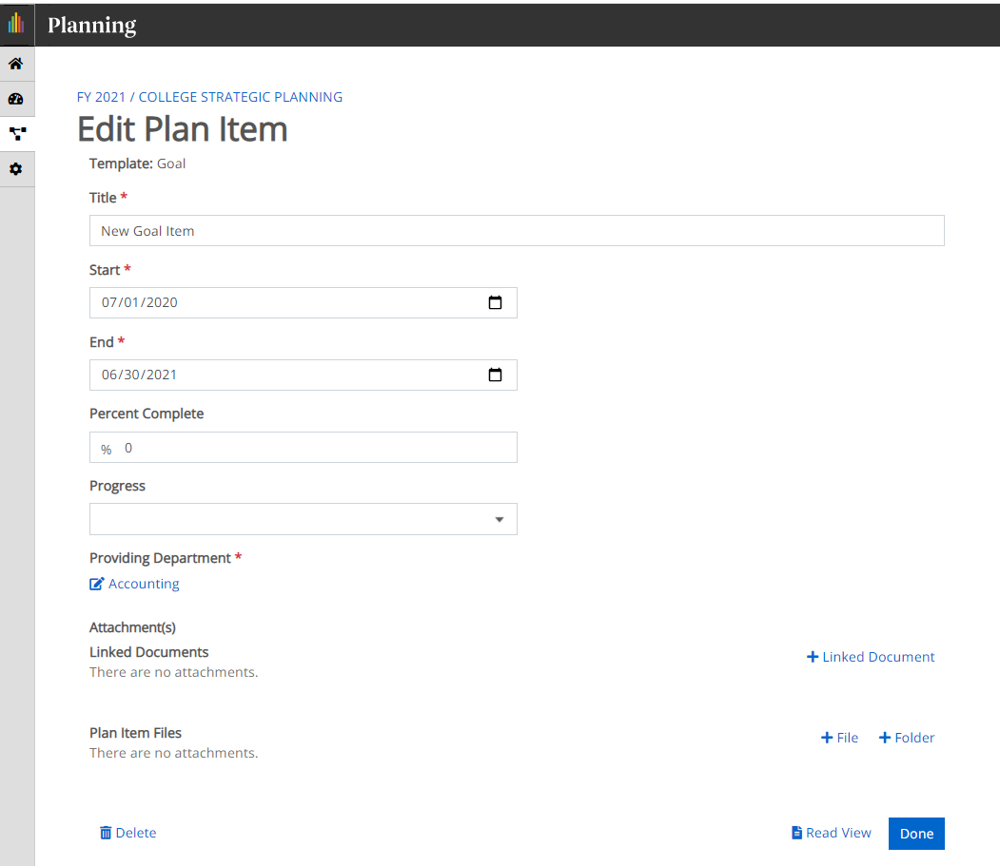 Planning
FY 2021 / COLLEGE STRATEGIC PLANNING
Edit Plan Item
Template: Goal
Title *
New Goal Item
Start *
07/01/2020
End *
06/30/2021
Percent Complete
% 0
Progress
Providing Department *
Accounting
Attachment(s)
Linked Documents
Linked Document
There are no attachments.
Plan Item Files
File Folder
There are no attachments.
Delete Read View Done